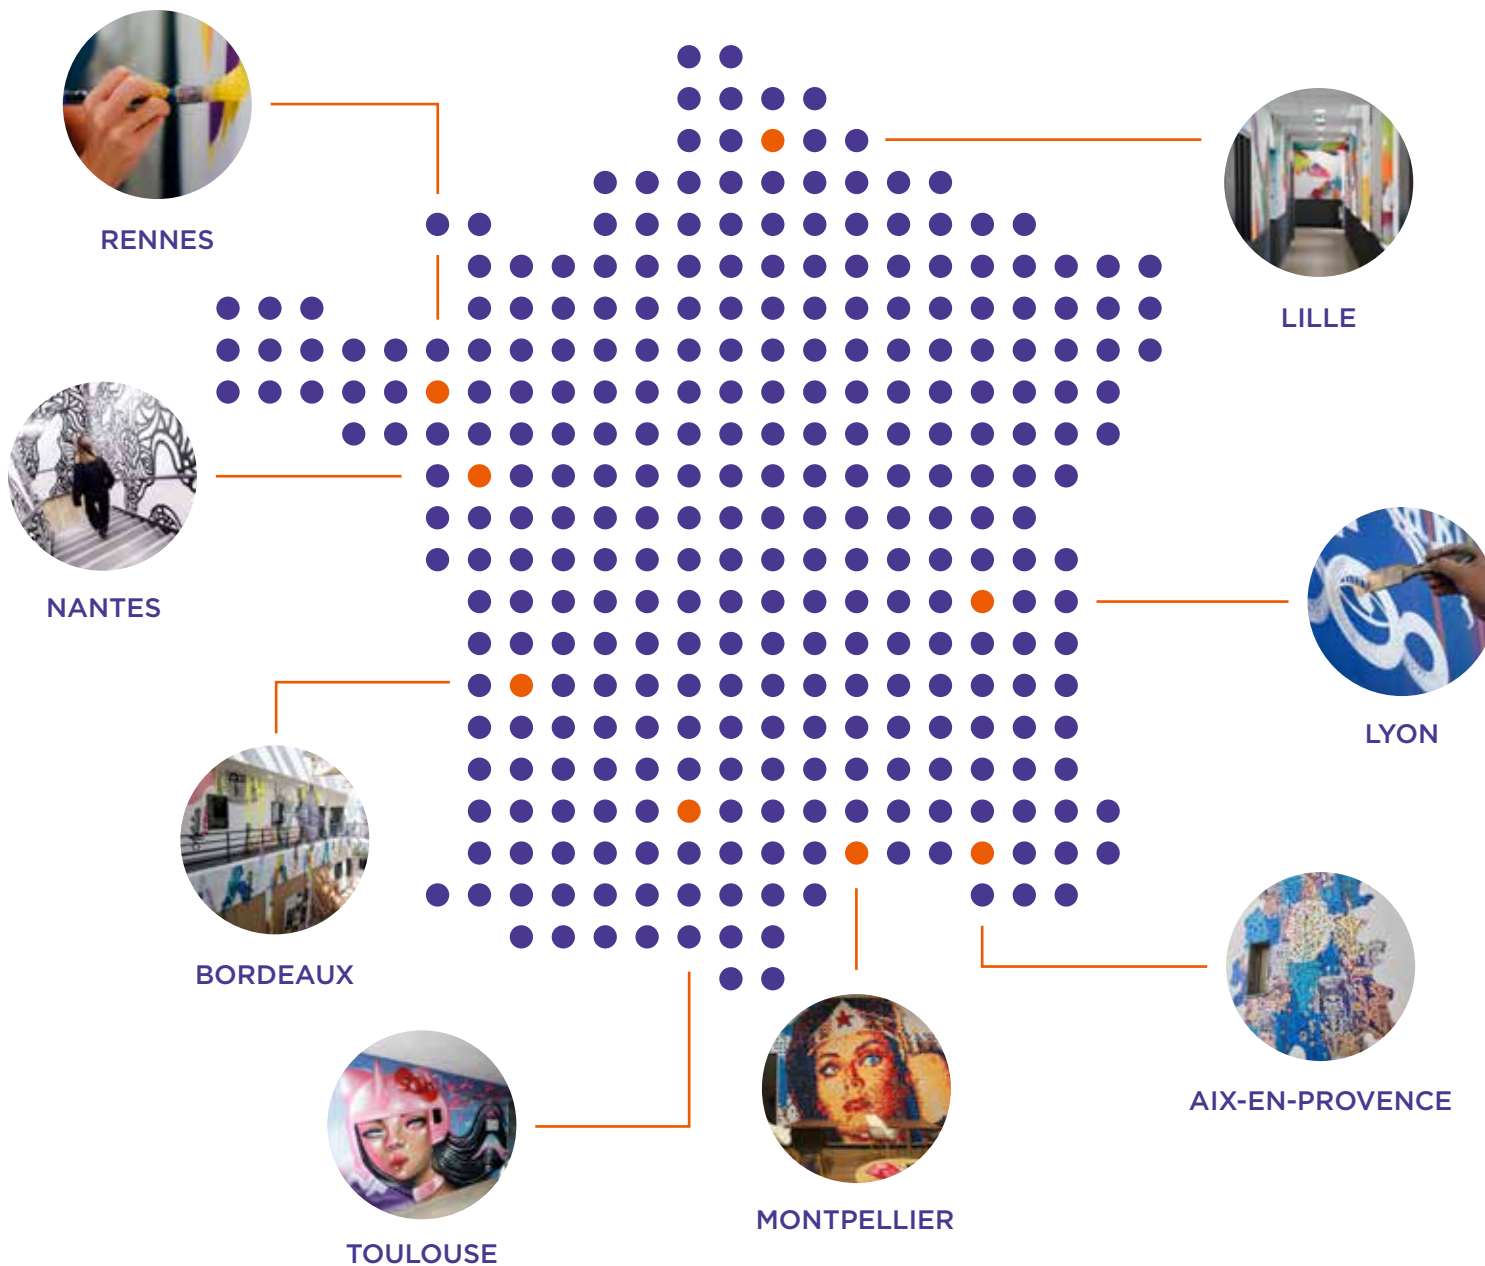 RENNES
LILLE
NANTES
LYON
BORDEAUX
AIX-EN-PROVENCE
MONTPELLIER
TOULOUSE